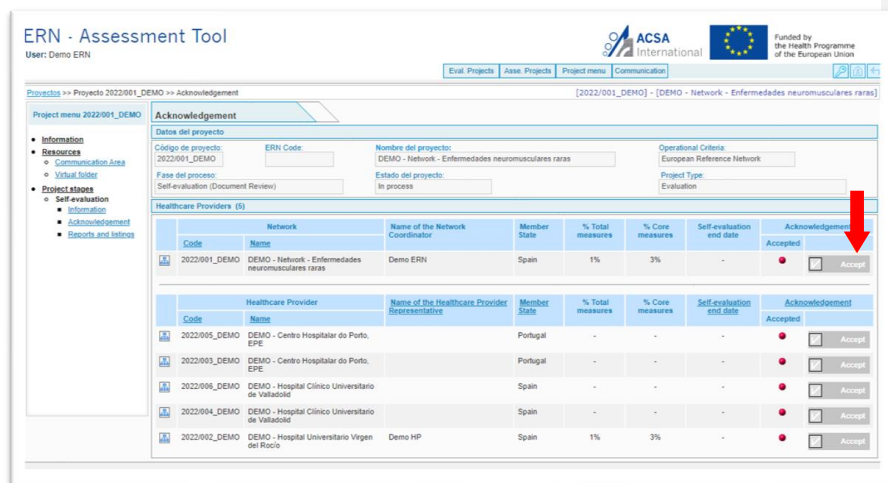 ERN - Assessment Tool
User: Demo ERN
ACSA
International
Funded by
the Health Programme
of the European Union
Eval. Projects Asse. Projects Project menu Communication
Proyectos >> Proyecto 2022/001_DEMO >> Acknowledgement
[2022/001_DEMO] - [DEMO - Network - Enfermedades neuromusculares raras]
Project menu 2022/001_DEMO
Information
Resources
Communication Area
Virtual folder
Project stages
Self-evaluation
Information
Acknowledgement
Reports and listings
Acknowledgement
Datos del proyecto
Código de proyecto: ERN Code: Nombre del proyecto: Operational Criteria:
2022/001_DEMO DEMO - Network - Enfermedades neuromusculares raras European Reference Network
Fase del proceso: Estado del proyecto: Project Type:
Self-evaluation (Document Review) In process Evaluation
Healthcare Providers (5)
Network Name of the Network Member % Total % Core Self-evaluation Acknowledgement
Coordinator State measures measures end date
Code Name Accepted
2022/001_DEMO DEMO - Network - Enfermedades Demo ERN Spain 1% 3% - Accept
neuromusculares raras
Healthcare Provider Name of the Healthcare Provider Member % Total % Core Self-evaluation Acknowledgement
Representative State measures measures end date
Code Name Accepted
2022/005_DEMO DEMO - Centro Hospitalar do Porto, Portugal - - - Accept
EPE
2022/003_DEMO DEMO - Centro Hospitalar do Porto, Portugal - - - Accept
EPE
2022/006_DEMO DEMO - Hospital Clínico Universitario Spain - - - Accept
de Valladolid
2022/004_DEMO DEMO - Hospital Clínico Universitario Spain - - - Accept
de Valladolid
2022/002_DEMO DEMO - Hospital Universitario Virgen Demo HP Spain 1% 3% - Accept
del Rocío